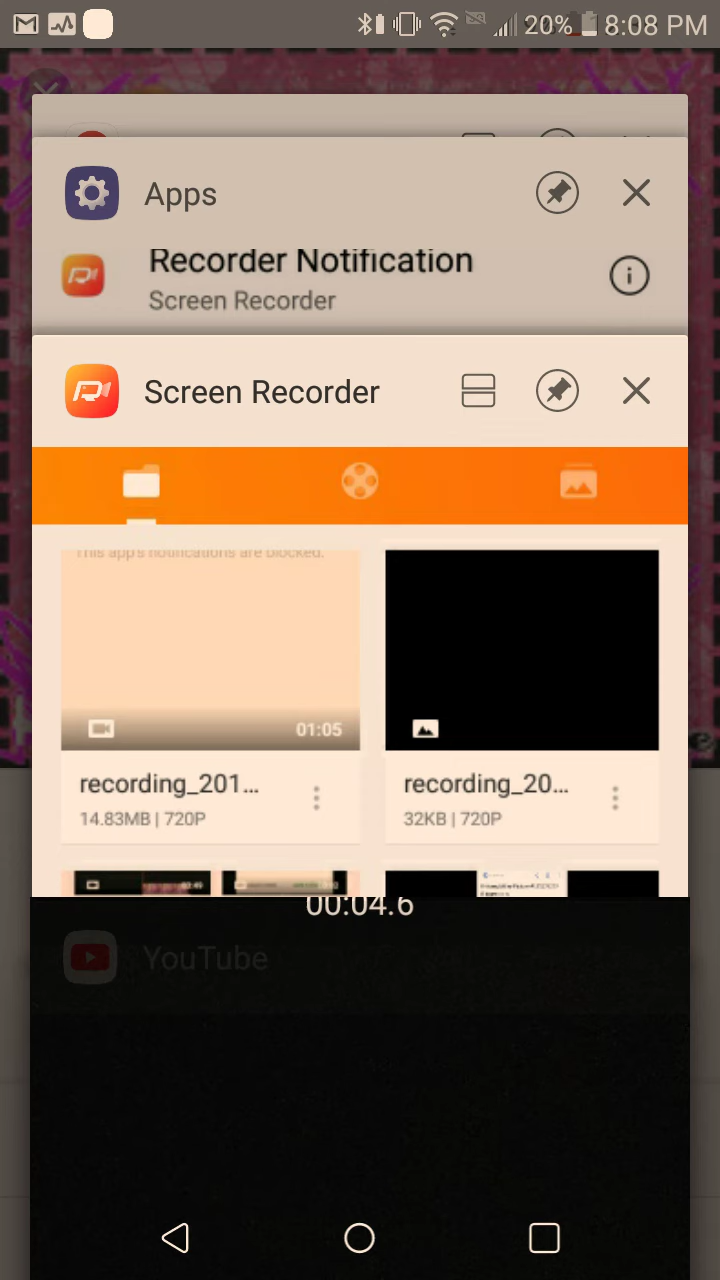 20% 8:08 PM
Apps
Recorder Notification
Screen Recorder
Screen Recorder
This app's notifications are blocked.
01:05
recording_201... recording_20...
14.83MB | 720P 32KB | 720P
00:04.6
YouTube